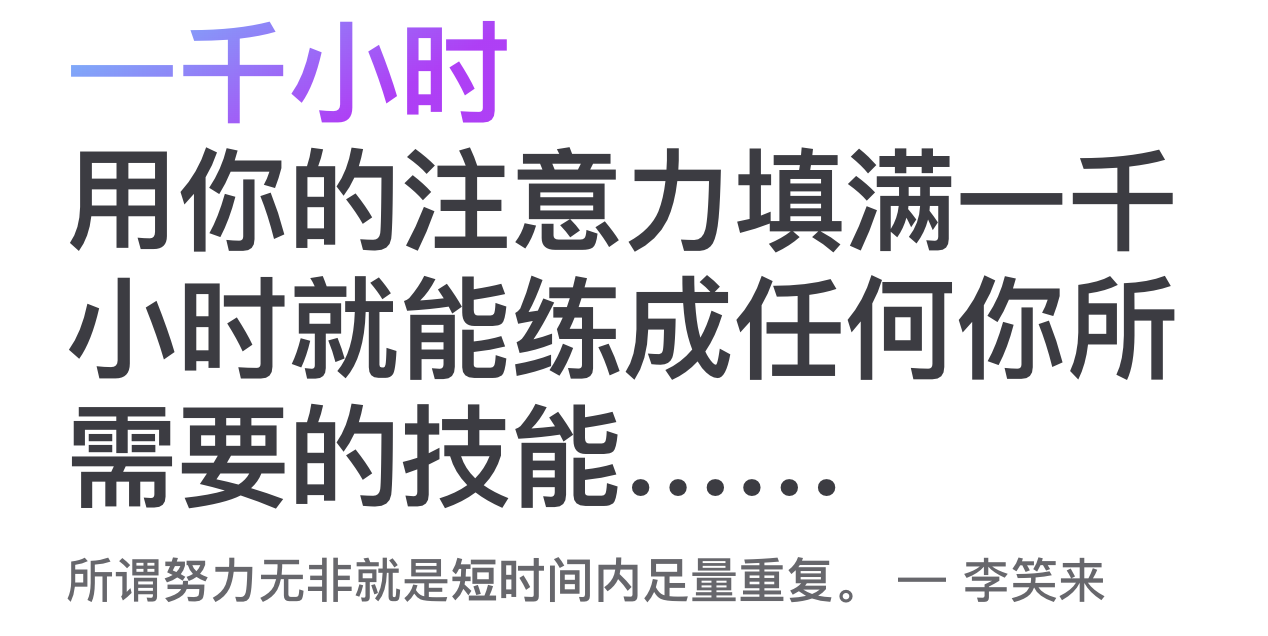 一千小时
用你的注意力填满一千
小时就能练成任何你所
需要的技能……
所谓努力无非就是短时间内足量重复。 — 李笑来